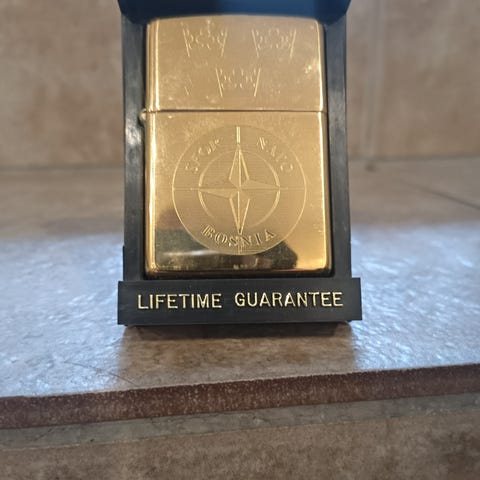 SFOR NATO
BOSNIA
LIFETIME GUARANTEE